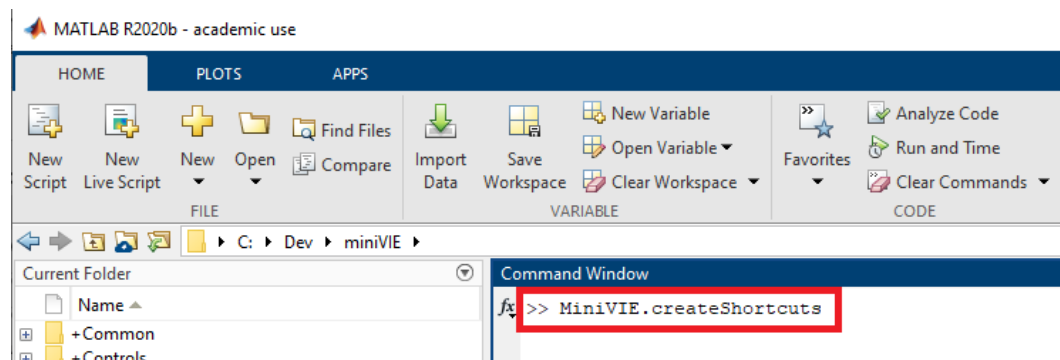 MATLAB R2020b - academic use
HOME PLOTS APPS
New Script
New Live Script
New
Open
Find Files
Compare
FILE
Import Data
Save Workspace
New Variable
Open Variable
Clear Workspace
VARIABLE
Favorites
Analyze Code
Run and Time
Clear Commands
CODE
C: Dev miniVIE
Current Folder
Name
+Common
+Controls
Command Window
fx >> MiniVIE.createShortcuts